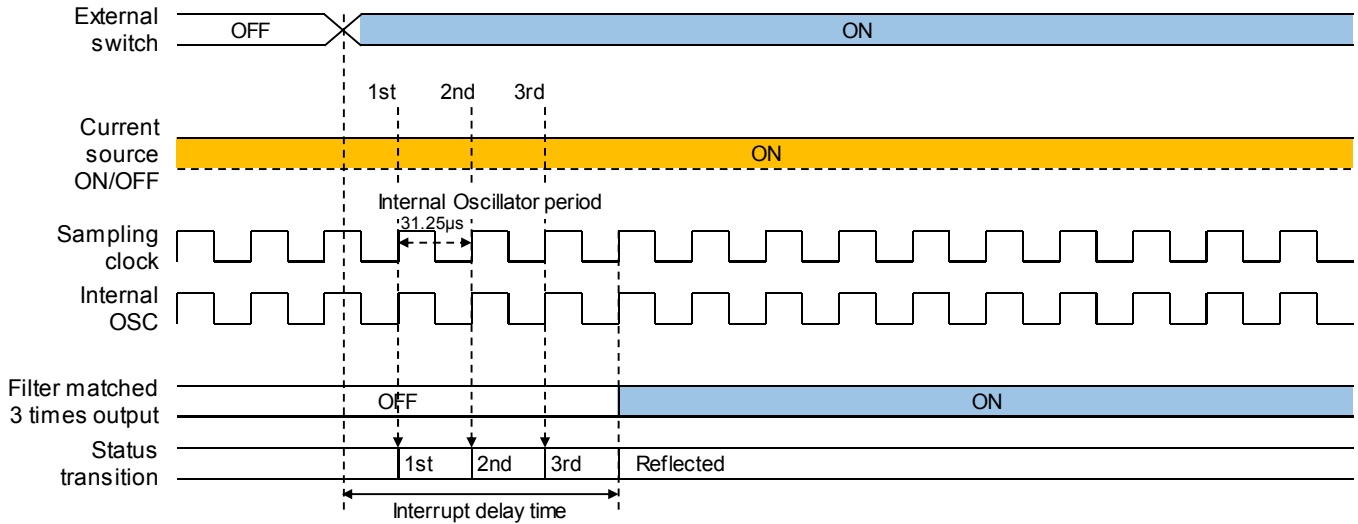 External
switch
OFF
ON
1st 2nd 3rd
Current
source
ON/OFF
ON
Internal Oscillator period
31.25μs
Sampling
clock
Internal
OSC
Filter matched
3 times output
OFF
ON
Status
transition
1st 2nd 3rd Reflected
Interrupt delay time